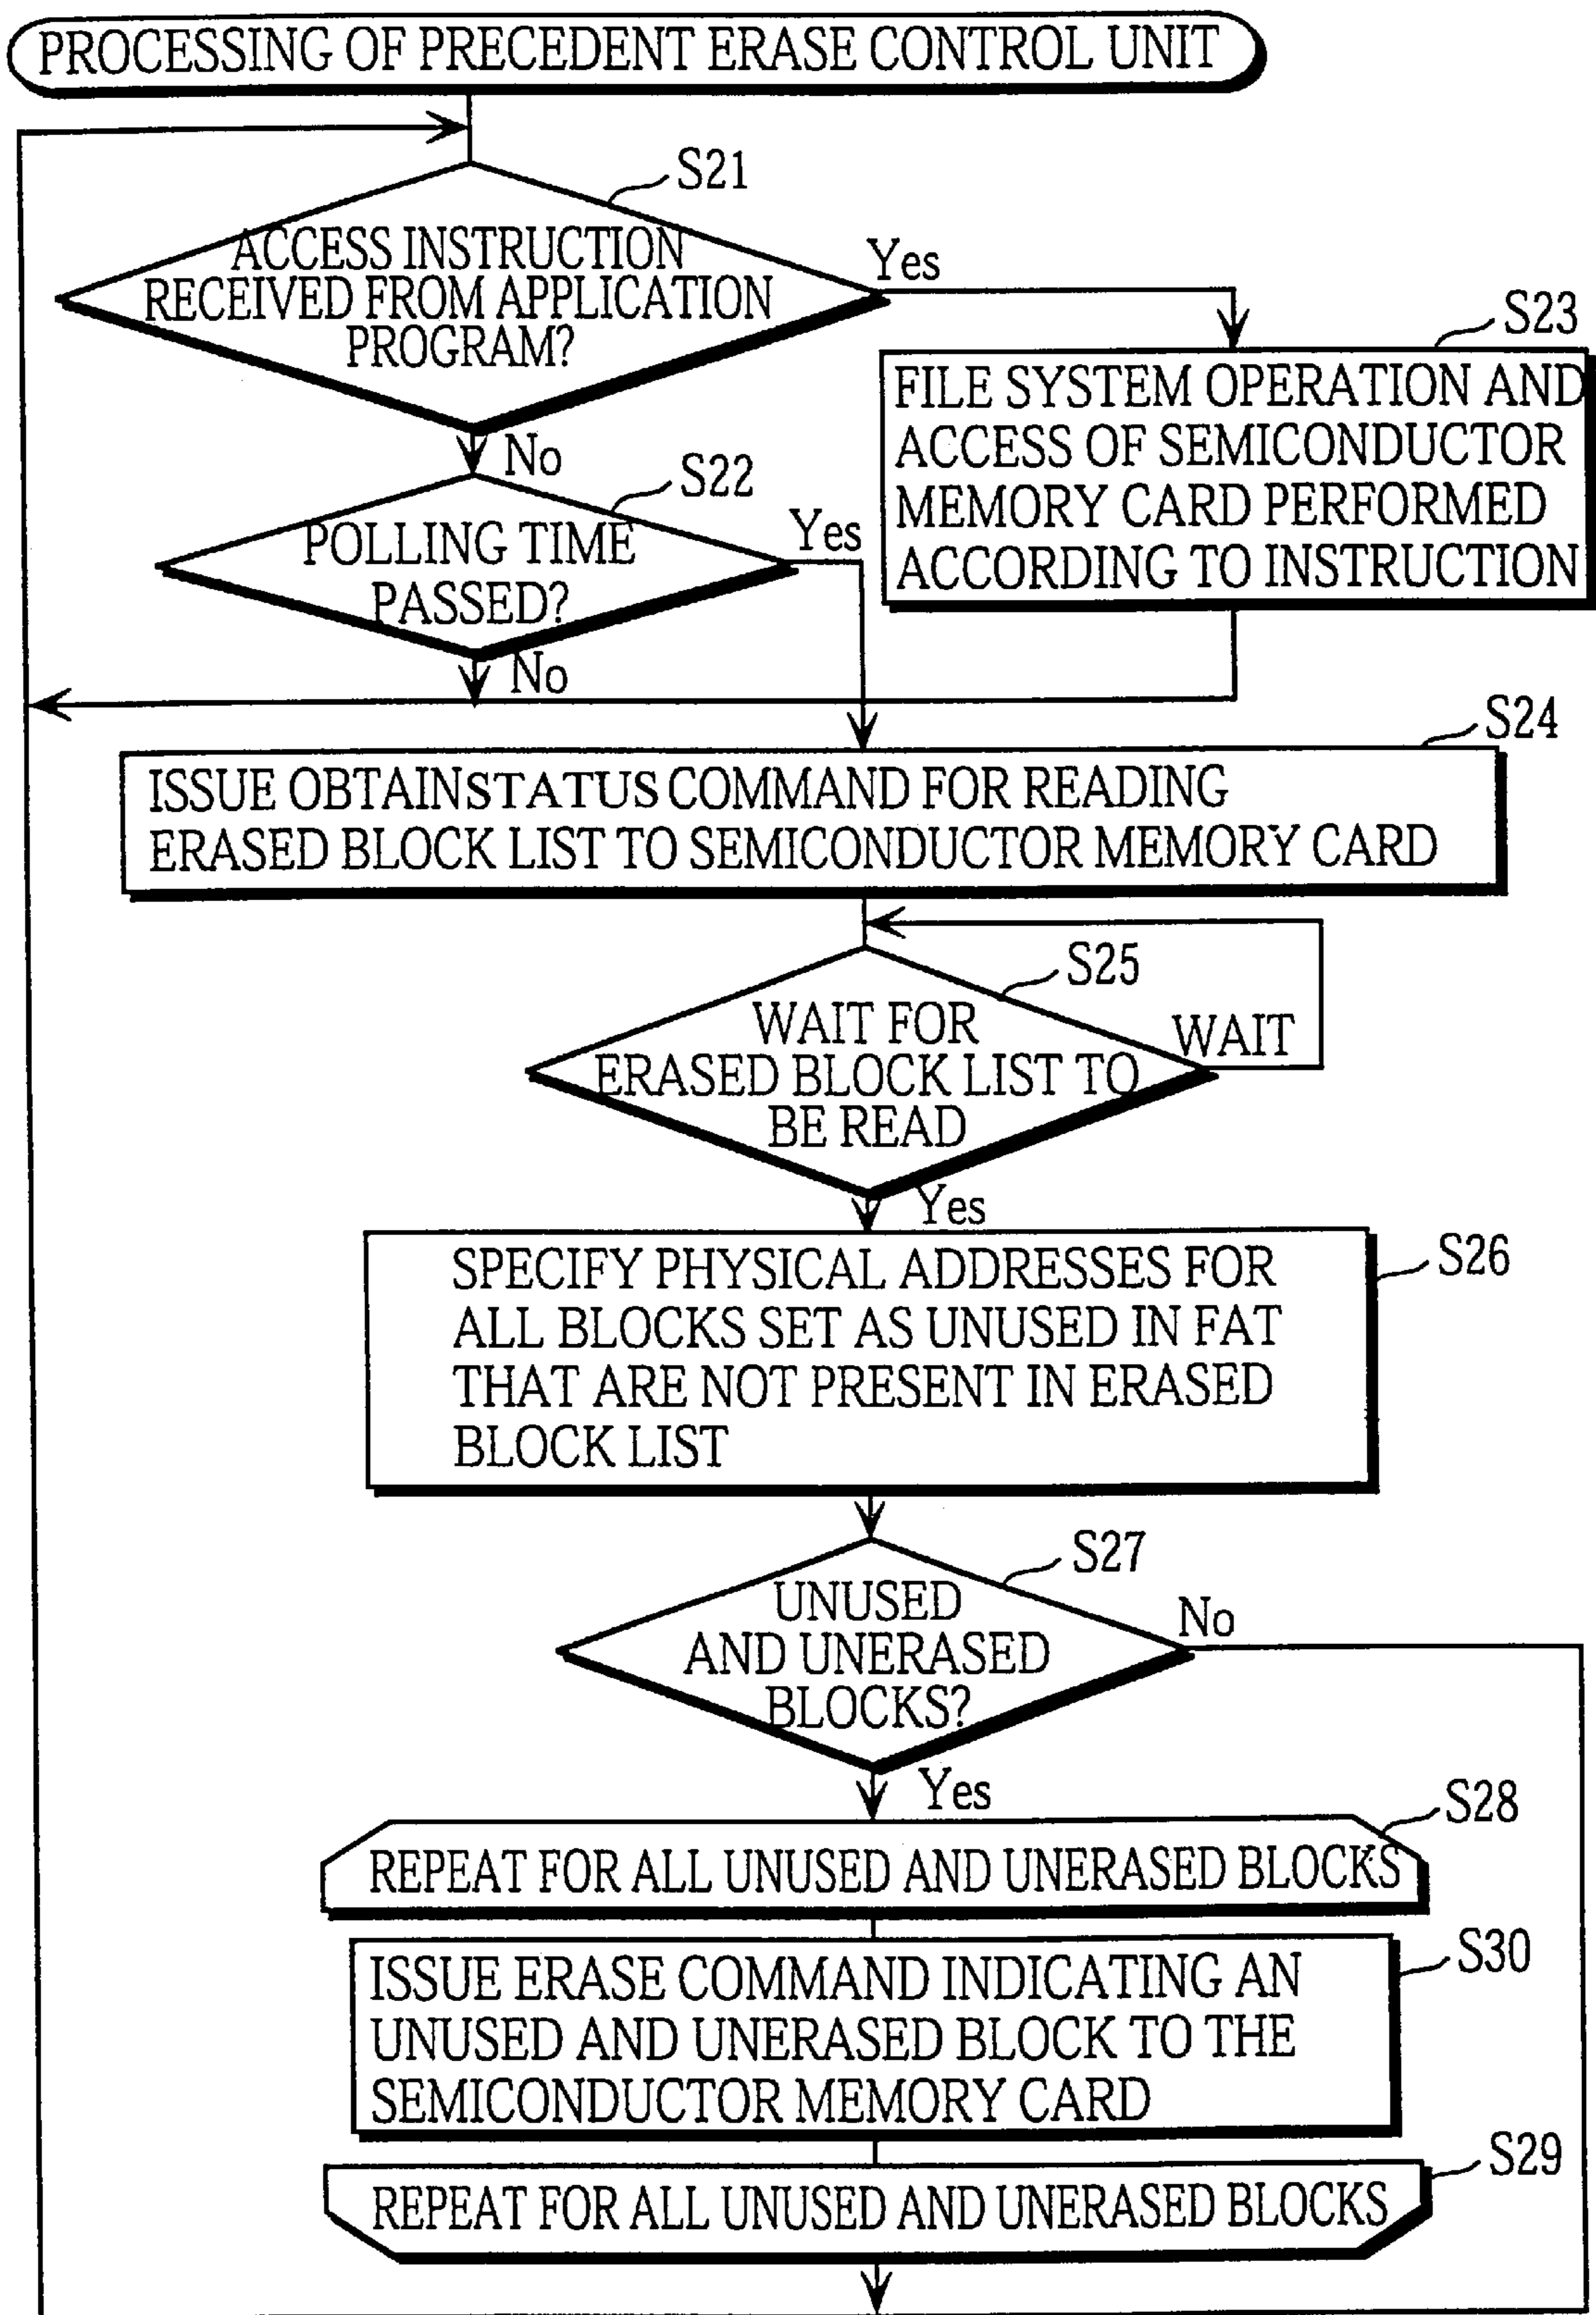 PROCESSING OF PRECEDENT ERASE CONTROL UNIT
S21
ACCESS INSTRUCTION
RECEIVED FROM APPLICATION
PROGRAM?
Yes
No
S23
FILE SYSTEM OPERATION AND
ACCESS OF SEMICONDUCTOR
MEMORY CARD PERFORMED
ACCORDING TO INSTRUCTION
S22
POLLING TIME
PASSED?
Yes
No
S24
ISSUE OBTAIN STATUS COMMAND FOR READING
ERASED BLOCK LIST TO SEMICONDUCTOR MEMORY CARD
S25
WAIT FOR
ERASED BLOCK LIST TO
BE READ
WAIT
Yes
S26
SPECIFY PHYSICAL ADDRESSES FOR
ALL BLOCKS SET AS UNUSED IN FAT
THAT ARE NOT PRESENT IN ERASED
BLOCK LIST
S27
UNUSED
AND UNERASED
BLOCKS?
No
Yes
S28
REPEAT FOR ALL UNUSED AND UNERASED BLOCKS
S30
ISSUE ERASE COMMAND INDICATING AN
UNUSED AND UNERASED BLOCK TO THE
SEMICONDUCTOR MEMORY CARD
S29
REPEAT FOR ALL UNUSED AND UNERASED BLOCKS